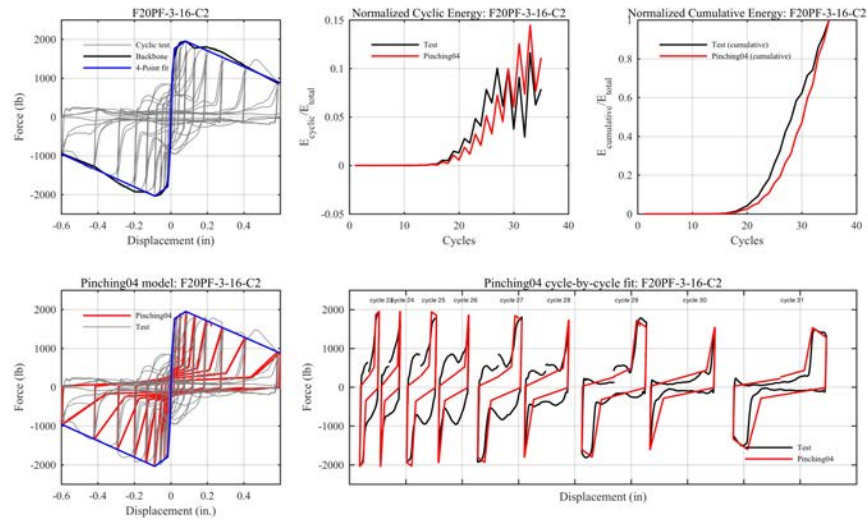 F20PF-3-16-C2
2000
1000
0
-1000
-2000
Force (lb)
Cyclic test
Backbone
4-Point fit
-0.6
-0.4
-0.2
0
0.2
0.4
Displacement (in)
Normalized Cyclic Energy: F20PF-3-16-C2
0.15
0.1
0.05
0
-0.05
E_cyclic/E_total
Test
Pinching04
0
10
20
30
40
Cycles
Normalized Cumulative Energy: F20PF-3-16-C2
1
0.8
0.6
0.4
0.2
0
E_cumulative/E_total
Test (cumulative)
Pinching04 (cumulative)
0
10
20
30
40
Cycles
Pinching04 model: F20PF-3-16-C2
2000
1000
0
-1000
-2000
Force (lb)
Pinching04
Test
-0.6
-0.4
-0.2
0
0.2
0.4
Displacement (in.)
Pinching04 cycle-by-cycle fit: F20PF-3-16-C2
cycle 24
cycle 25
cycle 26
cycle 27
cycle 28
cycle 29
cycle 30
cycle 31
2000
1000
0
-1000
-2000
Force (lb)
Test
Pinching04
Displacement (in)